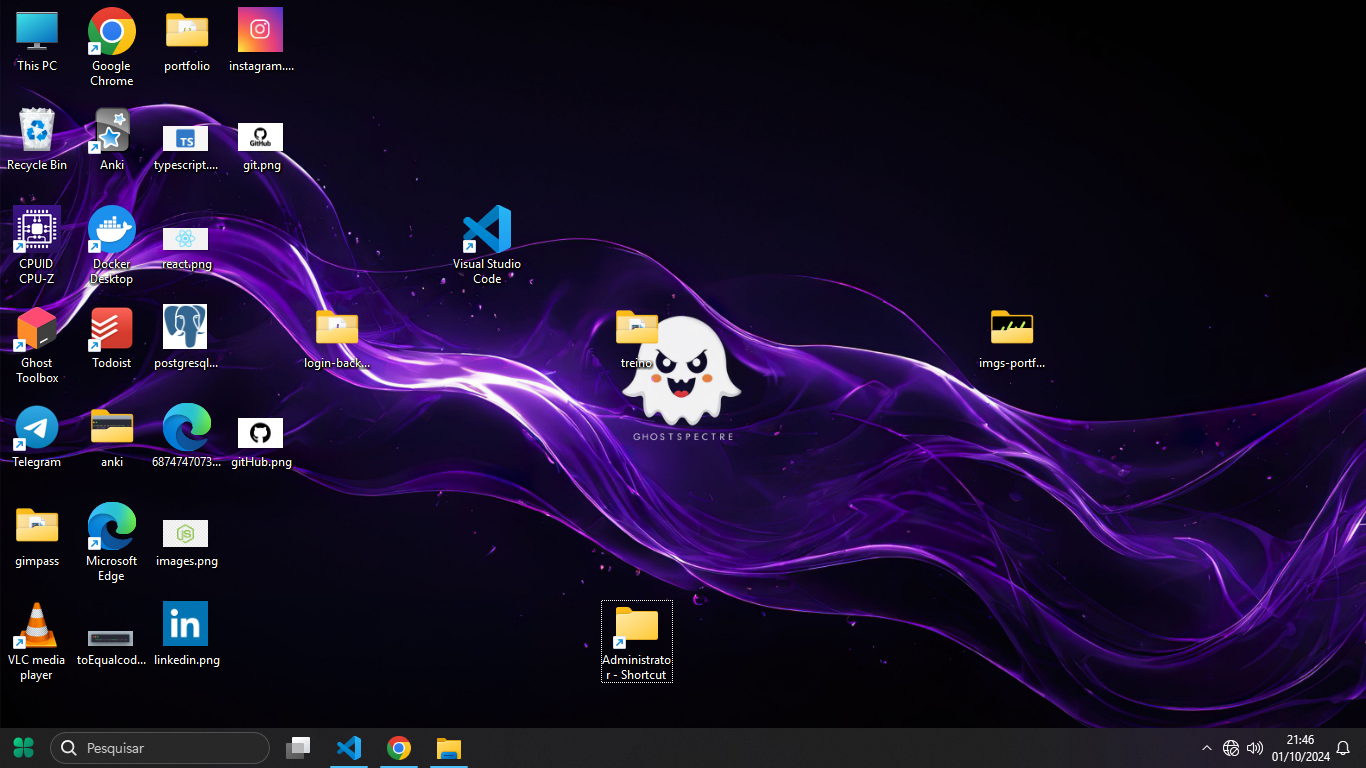 This PC
Google
Chrome
portfolio
instagram....
Recycle Bin
Anki
TS
typescript....
GitHub
git.png
CPUID
CPU-Z
Docker
Desktop
react.png
Visual Studio
Code
Ghost
Toolbox
Todoist
postgresql...
login-back...
treino
imgs-portf...
GHOSTSPECTRE
Telegram
anki
6874747073...
gitHub.png
gimpass
Microsoft
Edge
JS
images.png
VLC media
player
toEqualcod...
in
linkedin.png
Administrato
r - Shortcut
Pesquisar
21:46
01/10/2024